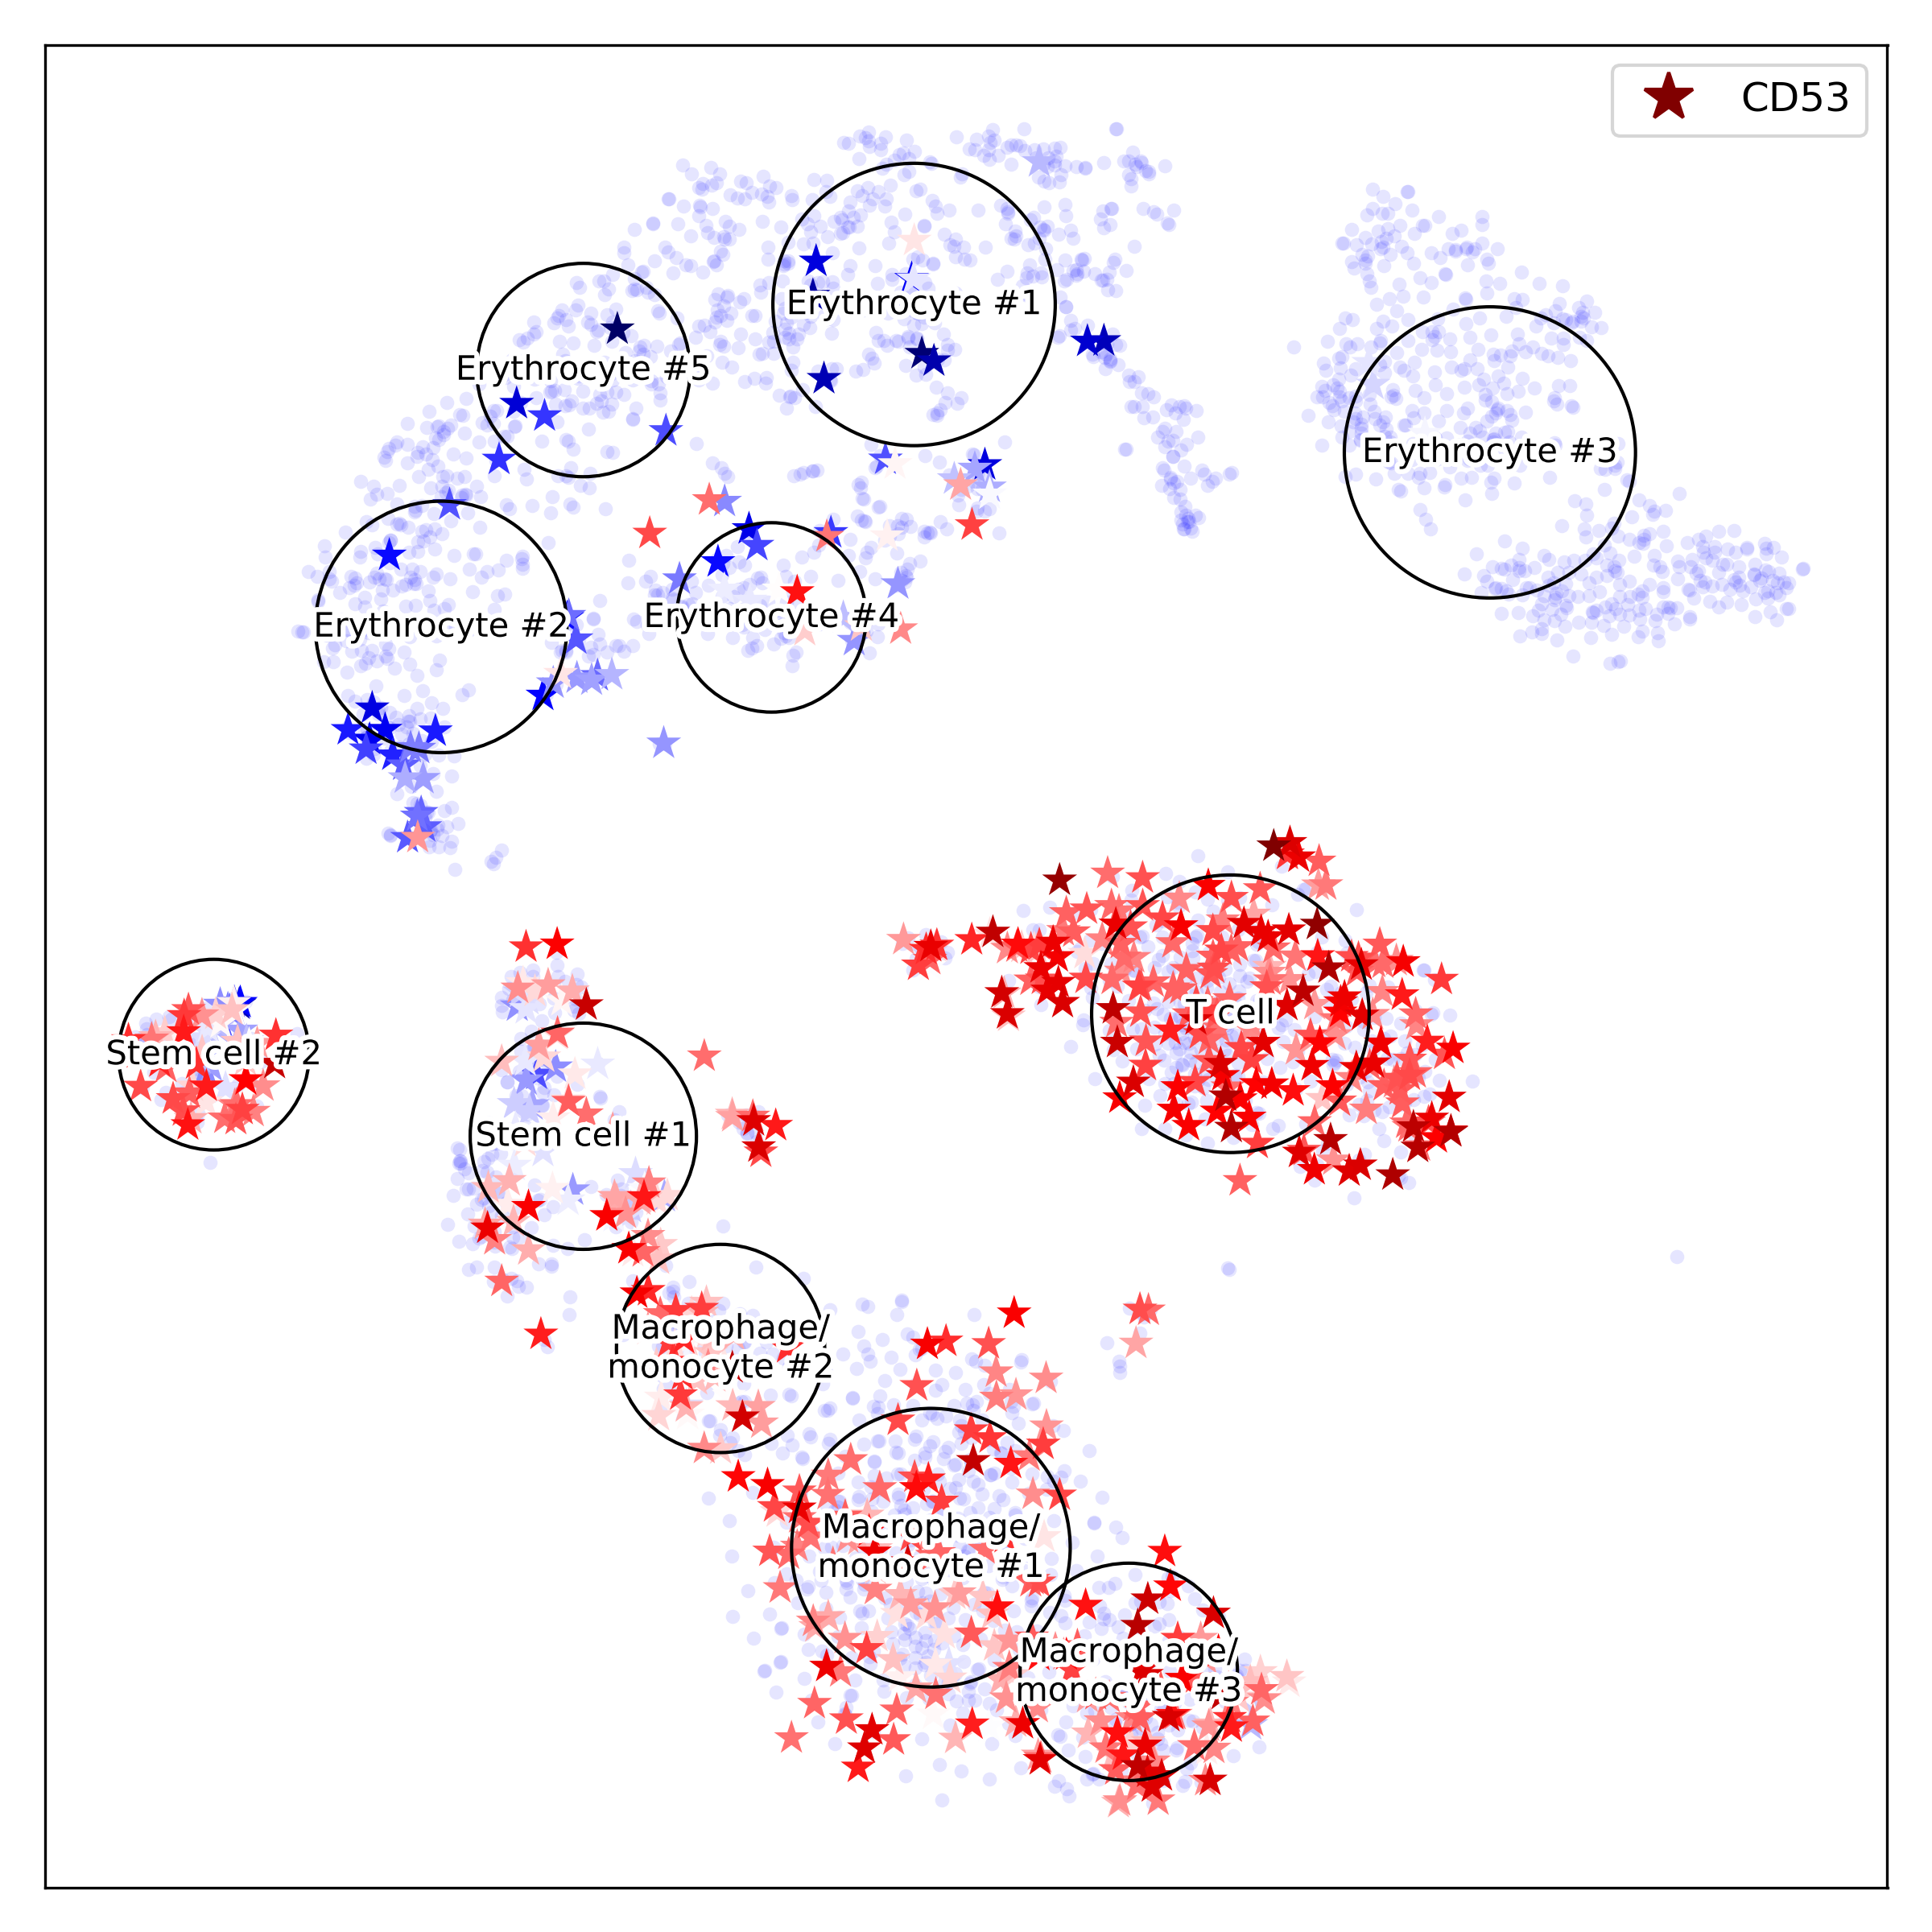 CD53
Erythrocyte #1
Erythrocyte #5
Erythrocyte #3
Erythrocyte #4
Erythrocyte #2
T cell
Stem cell #2
Stem cell #1
Macrophage/
monocyte #2
Macrophage/
monocyte #1
Macrophage/
monocyte #3